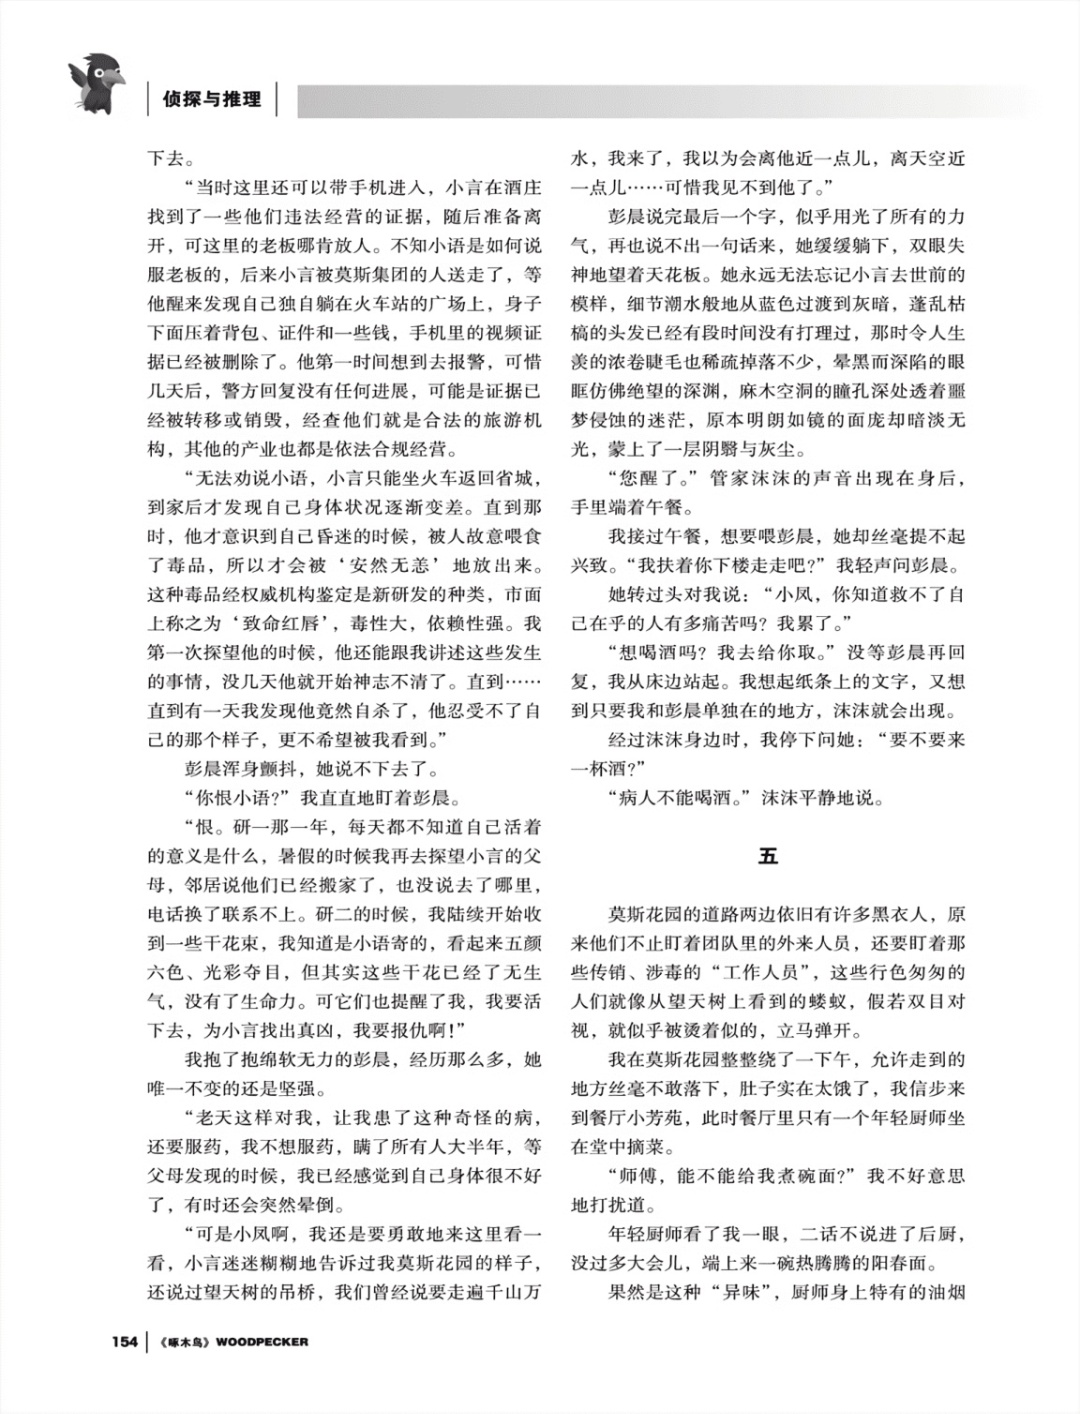 侦探与推理
下去。
“当时这里还可以带手机进入，小言在酒庄
找到了一些他们违法经营的证据，随后准备离
开，可这里的老板哪肯放人。不知小语是如何说
服老板的，后来小言被莫斯集团的人送走了，等
他醒来发现自己独自躺在火车站的广场上，身子
下面压着背包、证件和一些钱，手机里的视频证
据已经被删除了。他第一时间想到去报警，可惜
几天后，警方回复没有任何进展，可能是证据已
经被转移或销毁，经查他们就是合法的旅游机
构，其他的产业也都是依法合规经营。
“无法劝说小语，小言只能坐火车返回省城，
到家后才发现自己身体状况逐渐变差。直到那
时，他才意识到自己昏迷的时候，被人故意喂食
了毒品，所以才会被‘安然无恙’地放出来。
这种毒品经权威机构鉴定是新研发的种类，市面
上称之为‘致命红唇’，毒性大，依赖性强。我
第一次探望他的时候，他还能跟我讲述这些发生
的事情，没几天他就开始神志不清了。直到……
直到有一天我发现他竟然自杀了，他忍受不了自
己的那个样子，更不希望被我看到。”
彭晨浑身颤抖，她说不下去了。
“你恨小语？”我直直地盯着彭晨。
“恨。研一那一年，每天都不知道自己活着
的意义是什么，暑假的时候我再去探望小言的父
母，邻居说他们已经搬家了，也没说去了哪里，
电话换了联系不上。研二的时候，我陆续开始收
到一些干花束，我知道是小语寄的，看起来五颜
六色、光彩夺目，但其实这些干花已经了无生
气，没有了生命力。可它们也提醒了我，我要活
下去，为小言找出真凶，我要报仇啊！”
我抱了抱绵软无力的彭晨，经历那么多，她
唯一不变的还是坚强。
“老天这样对我，让我患了这种奇怪的病，
还要服药，我不想服药，瞒了所有人大半年，等
父母发现的时候，我已经感觉到自己身体很不好
了，有时还会突然晕倒。
“可是小凤啊，我还是要勇敢地来这里看一
看，小言迷迷糊糊地告诉过我莫斯花园的样子，
还说过望天树的吊桥，我们曾经说要走遍千山万
水，我来了，我以为会离他近一点儿，离天空近
一点儿……可惜我见不到他了。”
彭晨说完最后一个字，似乎用光了所有的力
气，再也说不出一句话来，她缓缓躺下，双眼失
神地望着天花板。她永远无法忘记小言去世前的
模样，细节潮水般地从蓝色过渡到灰暗，蓬乱枯
槁的头发已经有段时间没有打理过，那时令人生
羡的浓卷睫毛也稀疏掉落不少，晕黑而深陷的眼
眶仿佛绝望的深渊，麻木空洞的瞳孔深处透着噩
梦侵蚀的迷茫，原本明朗如镜的面庞却暗淡无
光，蒙上了一层阴翳与灰尘。
“您醒了。”管家沫沫的声音出现在身后，
手里端着午餐。
我接过午餐，想要喂彭晨，她却丝毫提不起
兴致。“我扶着你下楼走走吧？”我轻声问彭晨。
她转过头对我说：“小凤，你知道救不了自
己在乎的人有多痛苦吗？我累了。”
“想喝酒吗？我去给你取。”没等彭晨再回
复，我从床边站起。我想起纸条上的文字，又想
到只要我和彭晨单独在的地方，沫沫就会出现。
经过沫沫身边时，我停下问她：“要不要来
一杯酒？”
“病人不能喝酒。”沫沫平静地说。
五
莫斯花园的道路两边依旧有许多黑衣人，原
来他们不止盯着团队里的外来人员，还要盯着那
些传销、涉毒的“工作人员”，这些行色匆匆的
人们就像从望天树上看到的蝼蚁，假若双目对
视，就似乎被烫着似的，立马弹开。
我在莫斯花园整整绕了一下午，允许走到的
地方丝毫不敢落下，肚子实在太饿了，我信步来
到餐厅小芳苑，此时餐厅里只有一个年轻厨师坐
在堂中摘菜。
“师傅，能不能给我煮碗面？”我不好意思
地打扰道。
年轻厨师看了我一眼，二话不说进了后厨，
没过多大会儿，端上来一碗热腾腾的阳春面。
果然是这种“异味”，厨师身上特有的油烟
154 《啄木鸟》WOODPECKER